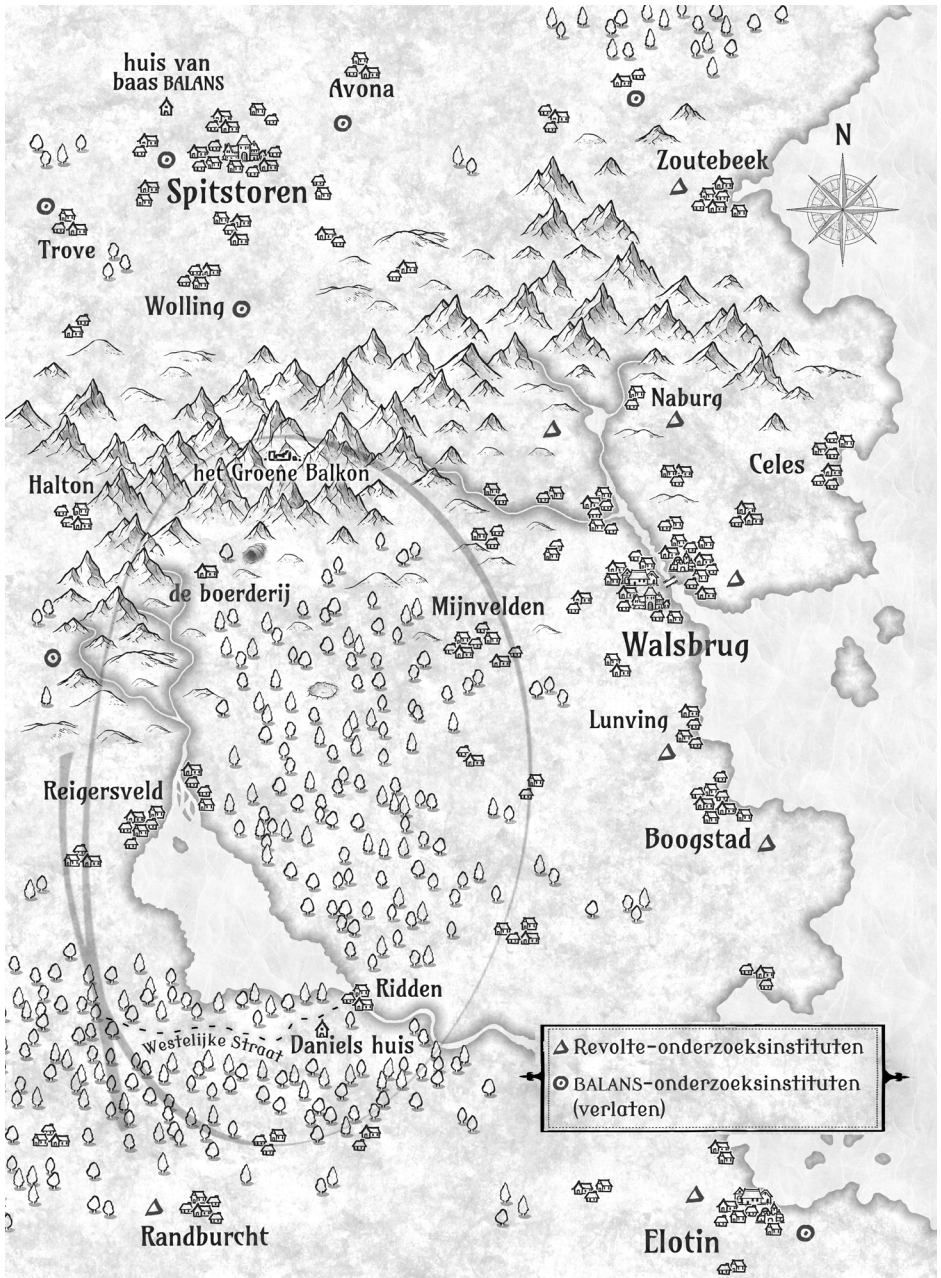 huis van
baas BALANS
Avona
N
Zoutebeek
Spitstoren
Trove
Wolling
Naburg
Celes
het Groene Balkon
Halton
de boerderij
Mijnvelden
Walsbrug
Lunving
Reigersveld
Boogstad
Ridden
Westelijke Straat
Daniels huis
Revolte-onderzoeksinstituten
BALANS-onderzoeksinstituten
(verlaten)
Randburcht
Elotin